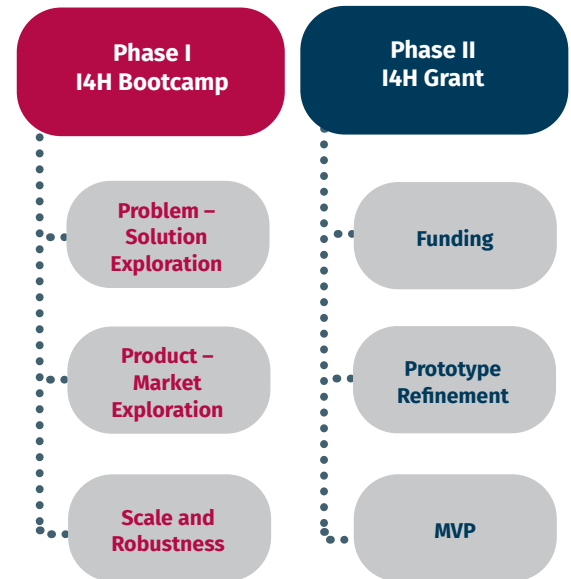 Phase I
I4H Bootcamp
Problem –
Solution
Exploration
Product –
Market
Exploration
Scale and
Robustness
Phase II
I4H Grant
Funding
Prototype
Refinement
MVP